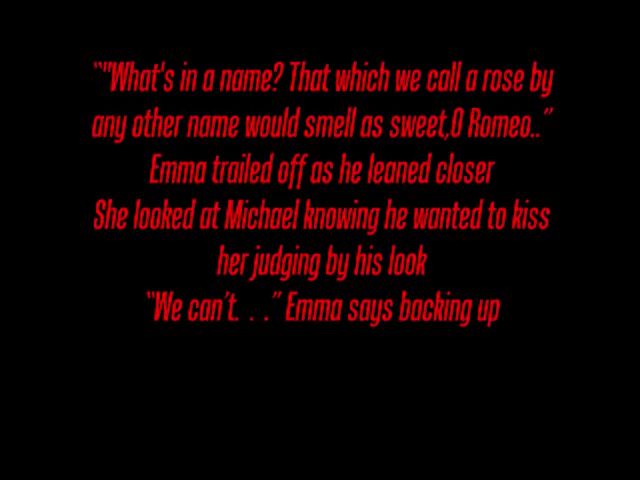 “"What's in a name? That which we call a rose by
any other name would smell as sweet,O Romeo..”
Emma trailed off as he leaned closer
She looked at Michael knowing he wanted to kiss
her judging by his look
“We can’t. . .” Emma says backing up